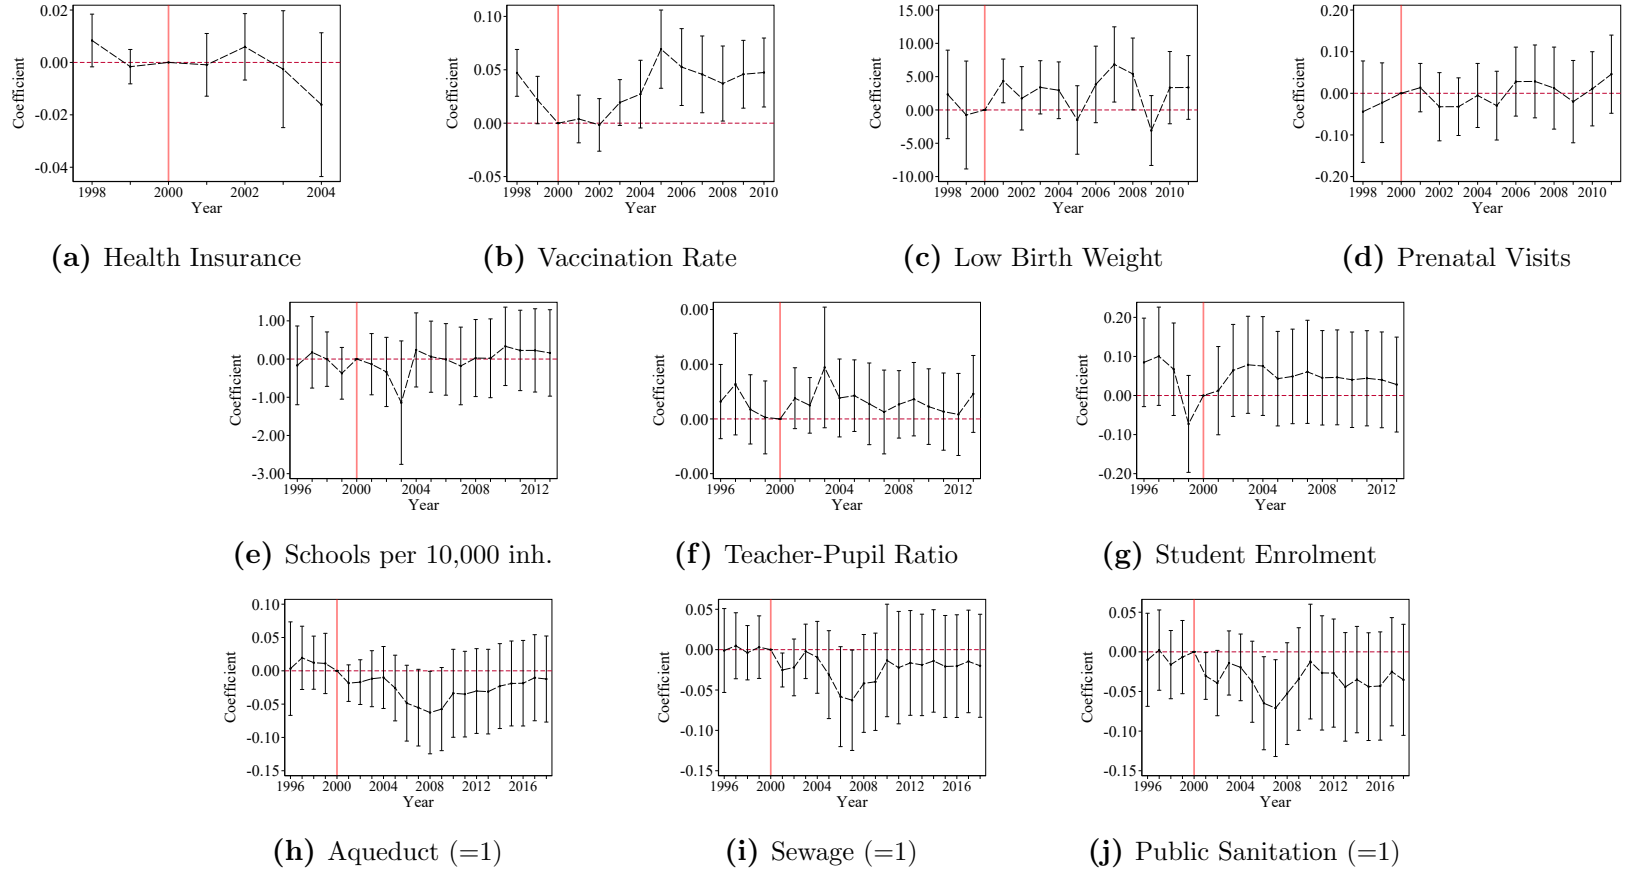 0.02
0.00
-0.02
-0.04
Coefficient
1998 2000 2002 2004
Year
(a) Health Insurance
0.10
0.05
0.00
-0.05
Coefficient
1998 2000 2002 2004 2006 2008 2010
Year
(b) Vaccination Rate
15.00
10.00
5.00
0.00
-5.00
-10.00
Coefficient
1998 2000 2002 2004 2006 2008 2010
Year
(c) Low Birth Weight
0.20
0.10
0.00
-0.10
-0.20
Coefficient
1998 2000 2002 2004 2006 2008 2010
Year
(d) Prenatal Visits
1.00
0.00
-1.00
-2.00
-3.00
Coefficient
1996 2000 2004 2008 2012
Year
(e) Schools per 10,000 inh.
0.00
0.00
0.00
-0.00
Coefficient
1996 2000 2004 2008 2012
Year
(f) Teacher-Pupil Ratio
0.20
0.10
0.00
-0.10
-0.20
Coefficient
1996 2000 2004 2008 2012
Year
(g) Student Enrolment
0.10
0.05
0.00
-0.05
-0.10
-0.15
Coefficient
1996 2000 2004 2008 2012 2016
Year
(h) Aqueduct (=1)
0.05
0.00
-0.05
-0.10
-0.15
Coefficient
1996 2000 2004 2008 2012 2016
Year
(i) Sewage (=1)
0.05
0.00
-0.05
-0.10
-0.15
Coefficient
1996 2000 2004 2008 2012 2016
Year
(j) Public Sanitation (=1)